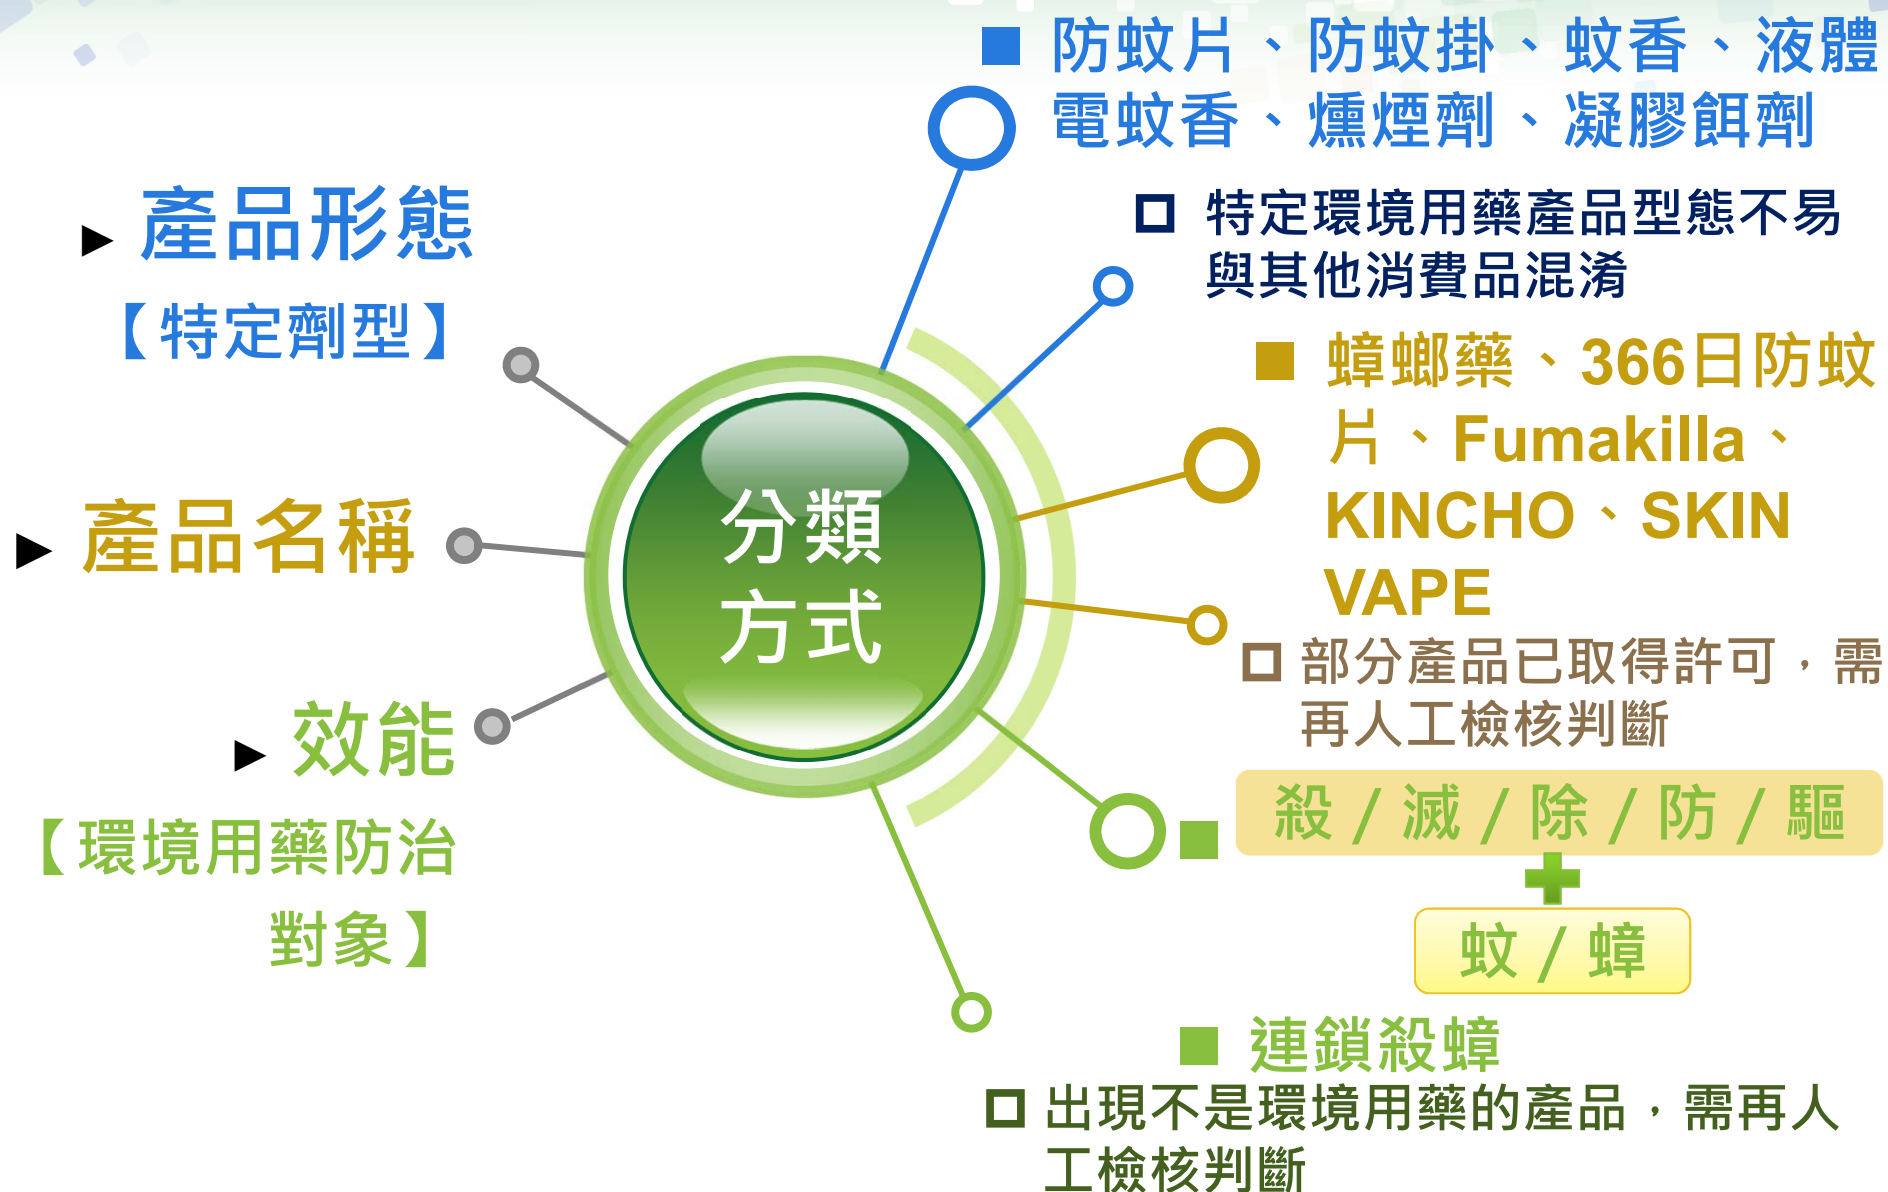 產品形態
【特定劑型】
產品名稱
效能
【環境用藥防治
對象】
分類
方式
防蚊片、防蚊掛、蚊香、液體
電蚊香、燻煙劑、凝膠餌劑
特定環境用藥產品型態不易
與其他消費品混淆
蟑螂藥、366日防蚊
片、Fumakilla、
KINCHO、SKIN
VAPE
部分產品已取得許可，需
再人工檢核判斷
殺/滅/除/防/驅
蚊/蟑
連鎖殺蟑
出現不是環境用藥的產品，需再人
工檢核判斷